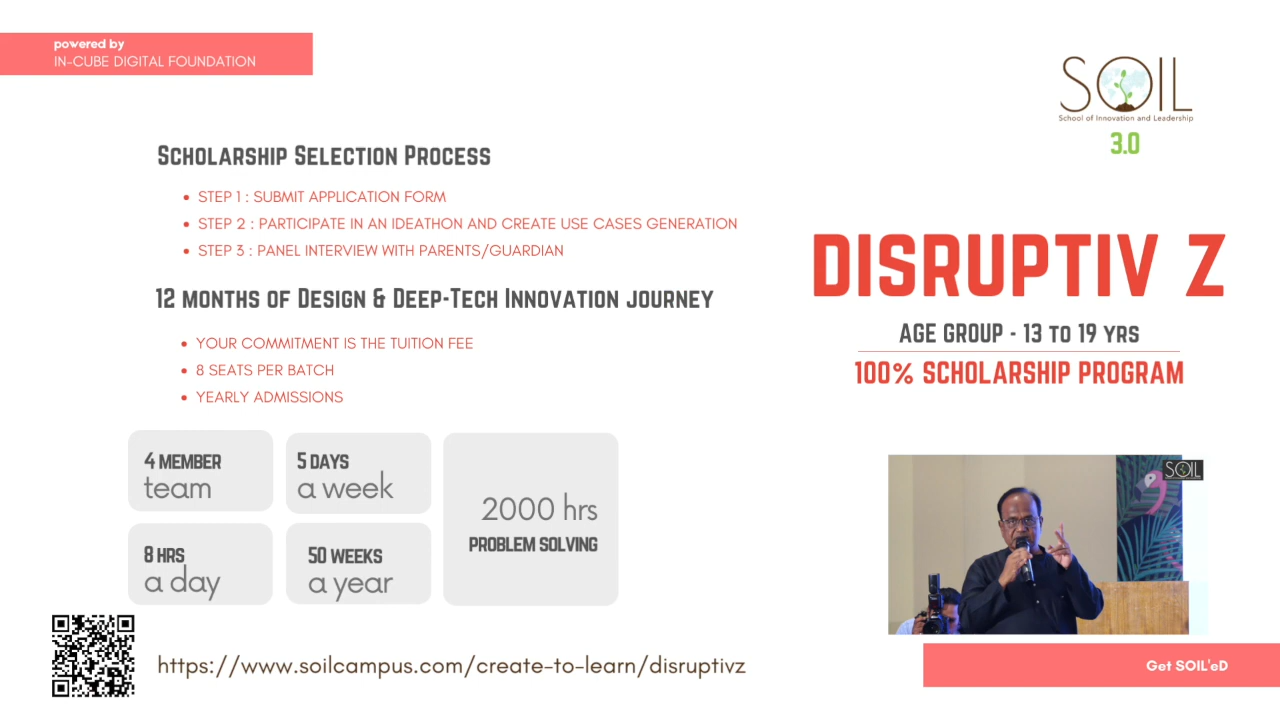 powered by
IN-CUBE DIGITAL FOUNDATION
SOIL
School of Innovation and Leadership
3.0
Scholarship Selection Process
STEP 1 : SUBMIT APPLICATION FORM
STEP 2 : PARTICIPATE IN AN IDEATHON AND CREATE USE CASES GENERATION
STEP 3 : PANEL INTERVIEW WITH PARENTS/GUARDIAN
12 months of Design & Deep-Tech Innovation journey
YOUR COMMITMENT IS THE TUITION FEE
8 SEATS PER BATCH
YEARLY ADMISSIONS
4 MEMBER
team
5 DAYS
a week
8 HRS
a day
50 WEEKS
a year
2000 hrs
PROBLEM SOLVING
https://www.soilcampus.com/create-to-learn/disruptivz
DISRUPTIV Z
AGE GROUP - 13 to 19 yrs
100% SCHOLARSHIP PROGRAM
SOIL
Get SOIL'eD